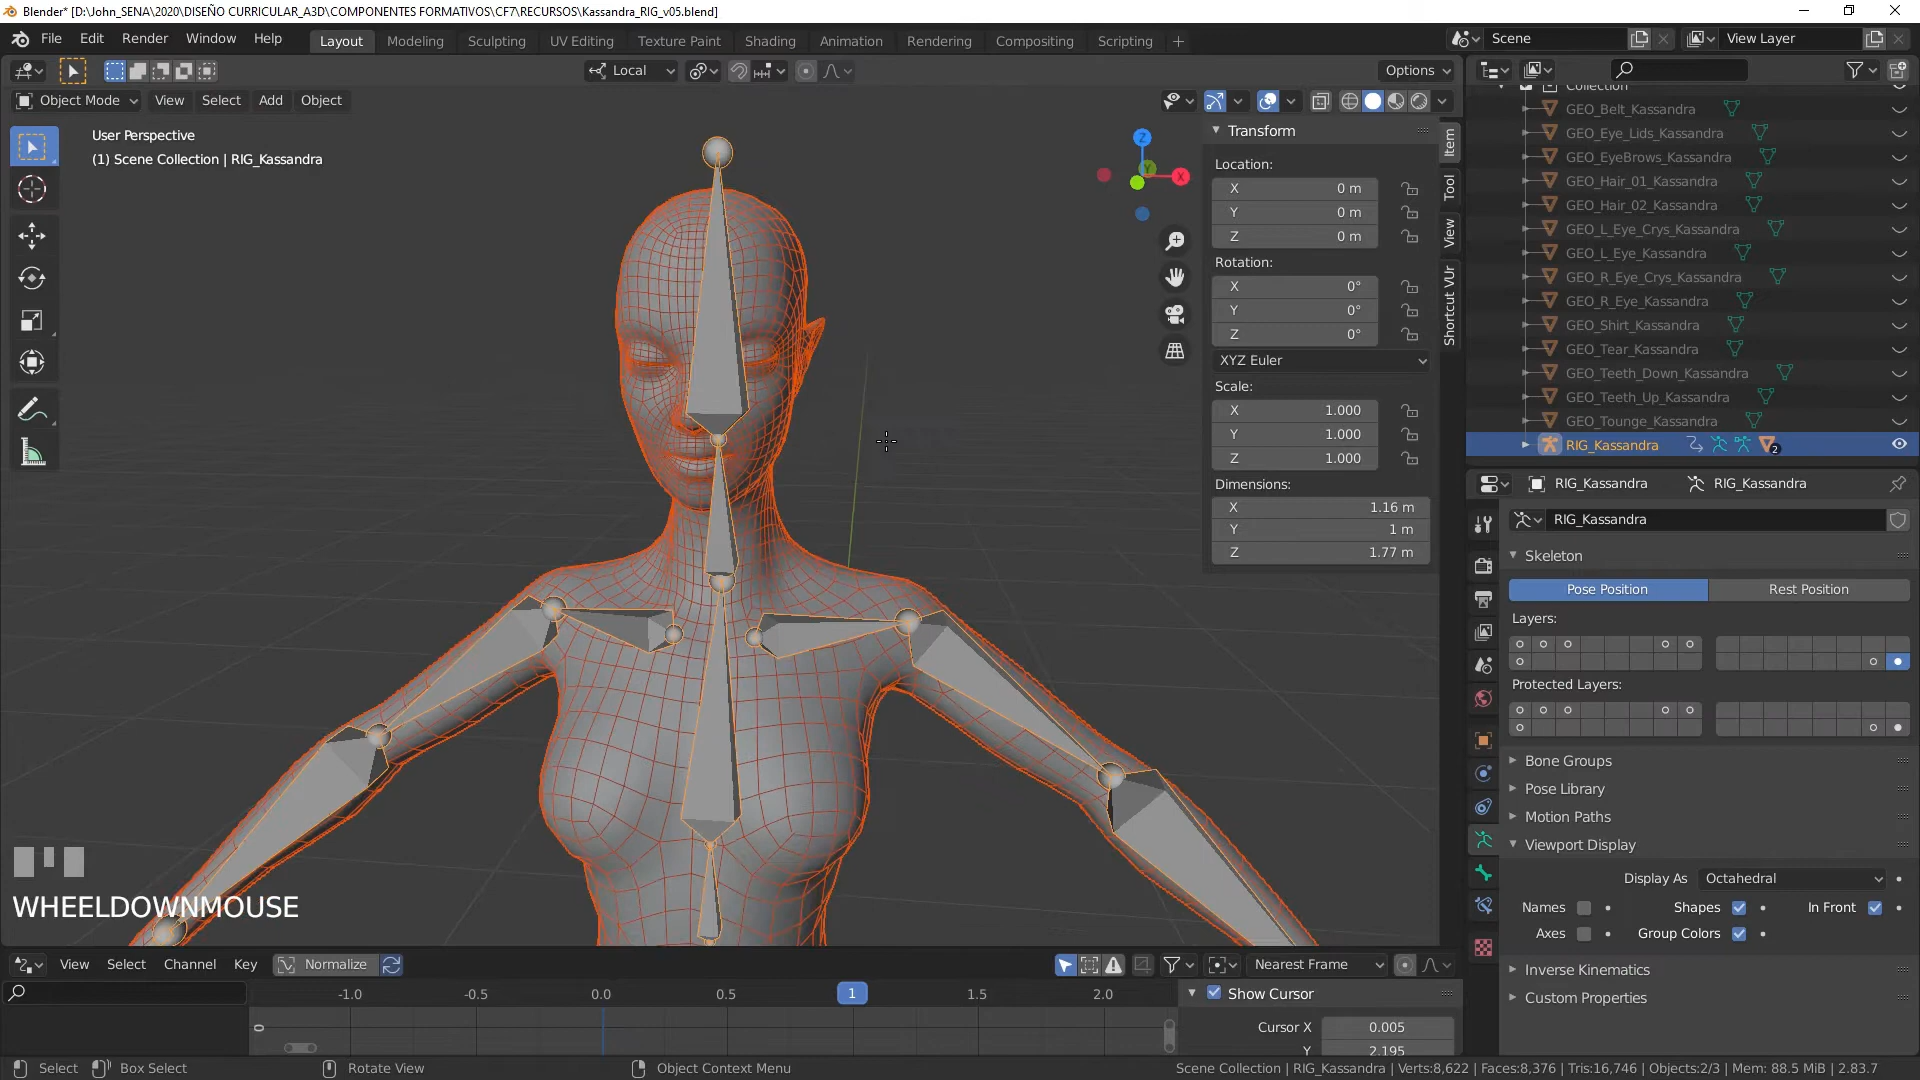 Blender* [D:\John_SENA\2020\DISEÑO CURRICULAR_A3D\COMPONENTES FORMATIVOS\CF7\RECURSOS\Kassandra_RIG_v05.blend]
File Edit Render Window Help Layout Modeling Sculpting UV Editing Texture Paint Shading Animation Rendering Compositing Scripting + Scene View Layer
Local Options
Object Mode View Select Add Object
User Perspective
(1) Scene Collection | RIG_Kassandra
Z
Y
X
Transform
Location:
X 0 m
Y 0 m
Z 0 m
Rotation:
X 0°
Y 0°
Z 0°
XYZ Euler
Scale:
X 1.000
Y 1.000
Z 1.000
Dimensions:
X 1.16 m
Y 1 m
Z 1.77 m
Item
Tool
View
Shortcut VUr
Collection
GEO_Belt_Kassandra
GEO_Eye_Lids_Kassandra
GEO_EyeBrows_Kassandra
GEO_Hair_01_Kassandra
GEO_Hair_02_Kassandra
GEO_L_Eye_Crys_Kassandra
GEO_L_Eye_Kassandra
GEO_R_Eye_Crys_Kassandra
GEO_R_Eye_Kassandra
GEO_Shirt_Kassandra
GEO_Tear_Kassandra
GEO_Teeth_Down_Kassandra
GEO_Teeth_Up_Kassandra
GEO_Tounge_Kassandra
RIG_Kassandra 2
RIG_Kassandra RIG_Kassandra
RIG_Kassandra
Skeleton
Pose Position Rest Position
Layers:
Protected Layers:
Bone Groups
Pose Library
Motion Paths
Viewport Display
Display As Octahedral
Names Shapes In Front
Axes Group Colors
Inverse Kinematics
Custom Properties
WHEELDOWNMOUSE
View Select Channel Key Normalize Nearest Frame
-1.0 -0.5 0.0 0.5 1 1.5 2.0
0
Show Cursor
Cursor X 0.005
Y 2.195
Select Box Select Rotate View Object Context Menu
Scene Collection | RIG_Kassandra | Verts:8,622 | Faces:8,376 | Tris:16,746 | Objects:2/3 | Mem: 88.5 MiB | 2.83.7